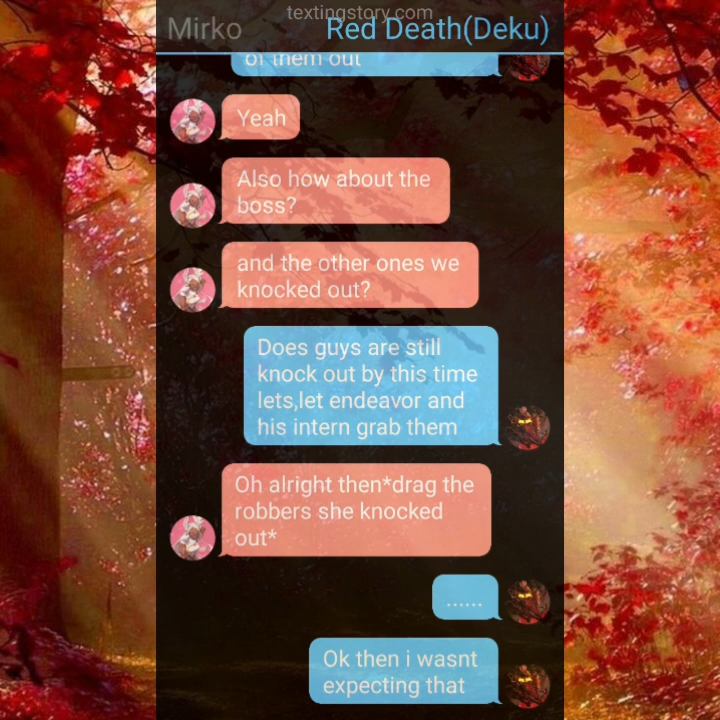 textingstory.com
Mirko
Red Death(Deku)
of them out
Yeah
Also how about the
boss?
and the other ones we
knocked out?
Does guys are still
knock out by this time
lets,let endeavor and
his intern grab them
Oh alright then*drag the
robbers she knocked
out*
......
Ok then i wasnt
expecting that